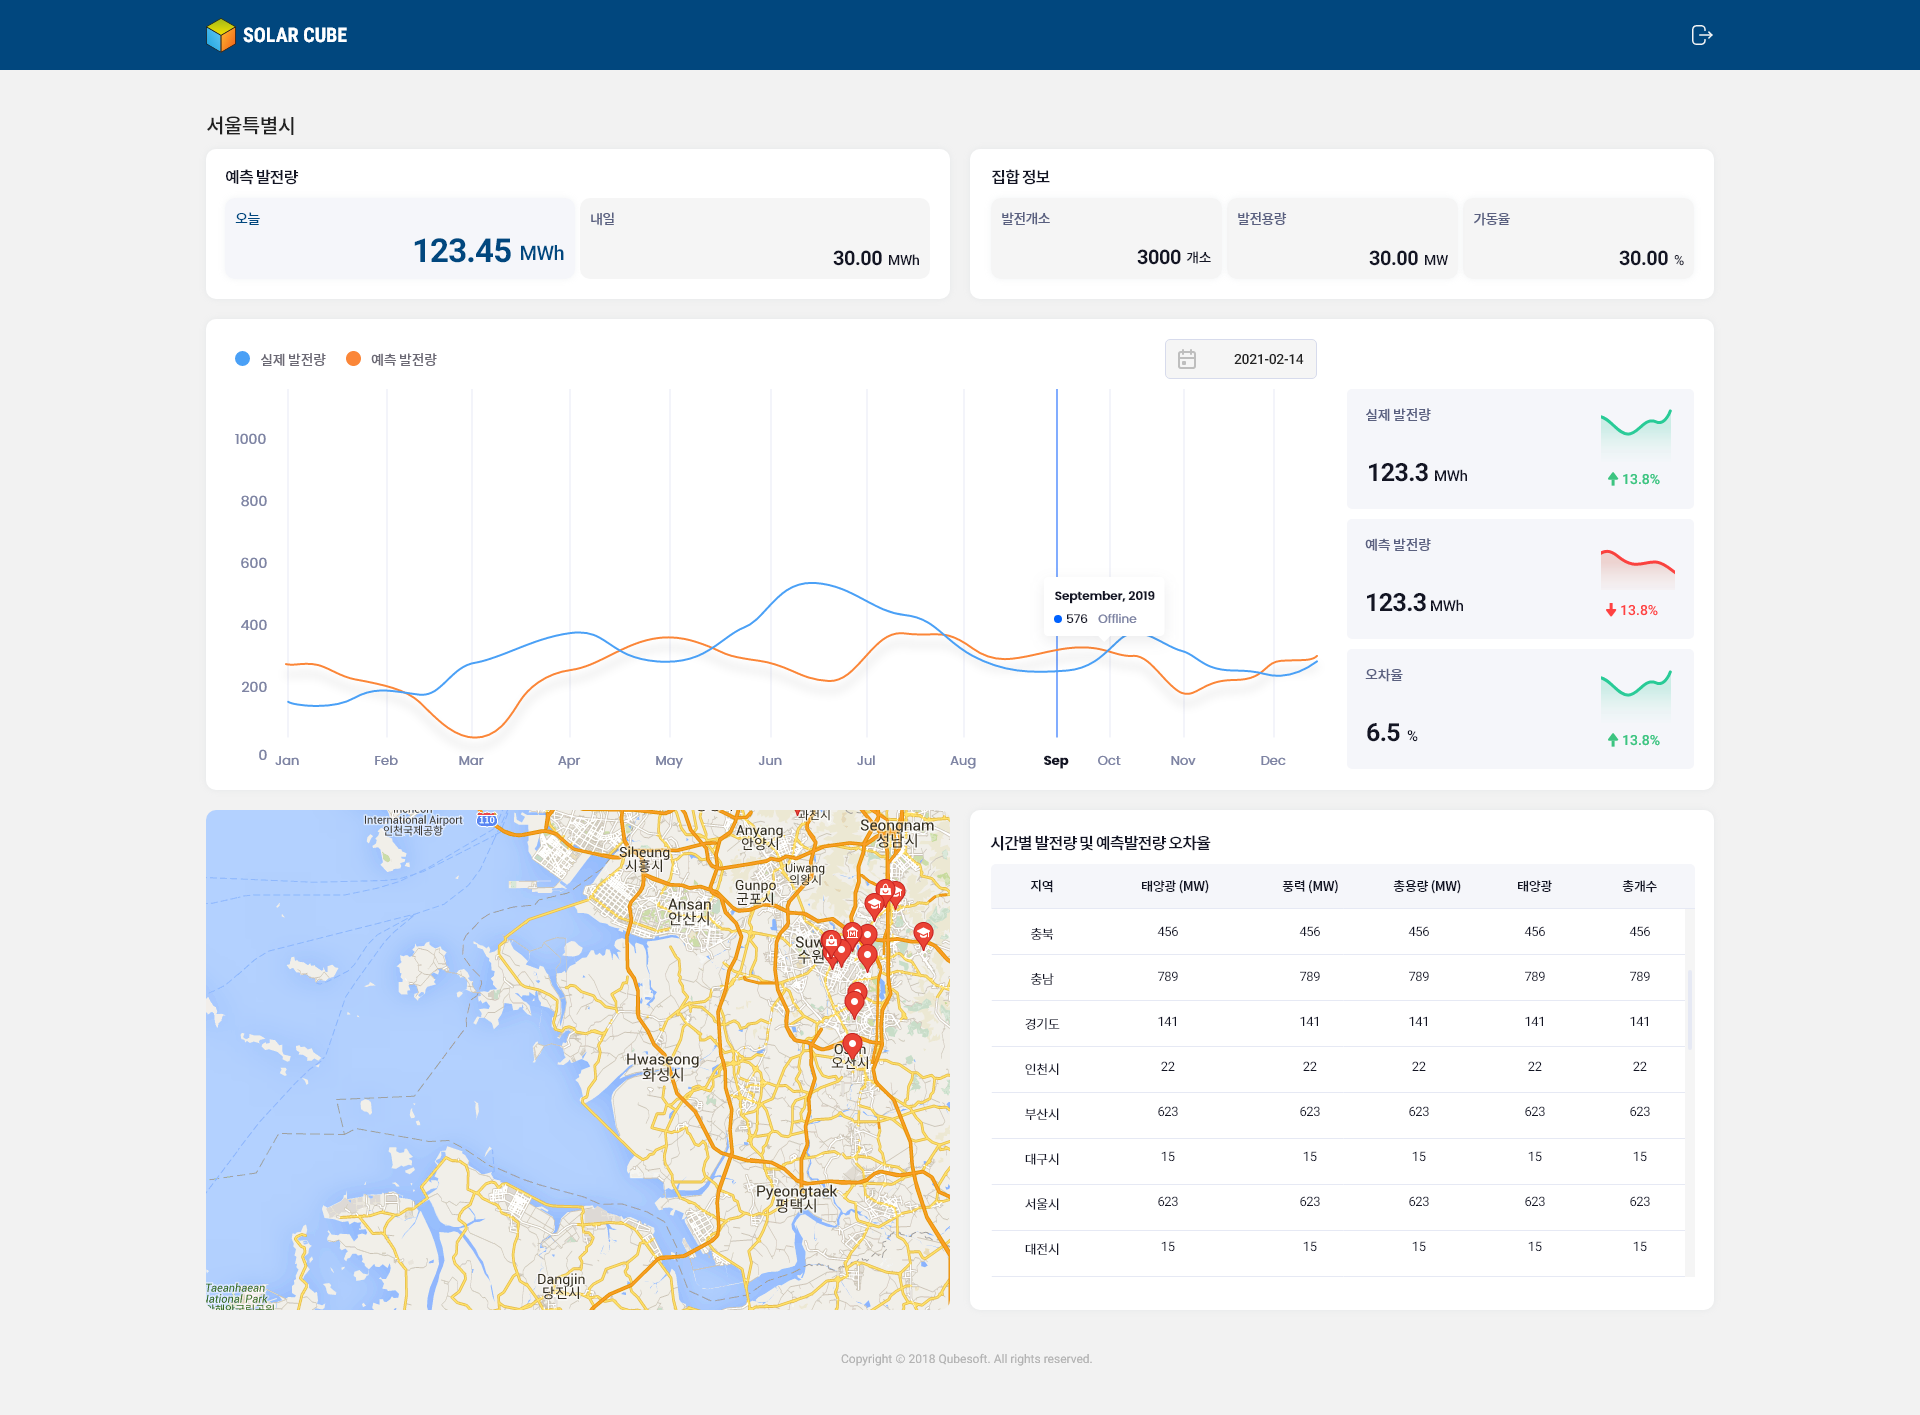 SOLAR CUBE
서울특별시
예측 발전량
오늘
123.45 MWh
내일
30.00 MWh
집합 정보
발전개소
3000 개소
발전용량
30.00 MW
가동율
30.00 %
실제 발전량
예측 발전량
2021-02-14
1000
800
600
400
200
0
September, 2019
576 Offline
Jan Feb Mar Apr May Jun Jul Aug Sep Oct Nov Dec
실제 발전량
123.3 MWh
13.8%
예측 발전량
123.3 MWh
13.8%
오차율
6.5 %
13.8%
International Airport
인천국제공항
110
과천시
Anyang
안양시
Seongnam
성남시
Siheung
시흥시
Uiwang
의왕시
Gunpo
군포시
Ansan
안산시
Suw
수원
오산시
Hwaseong
화성시
Pyeongtaek
평택시
Dangjin
당진시
Taeanhaean
National Park
시간별 발전량 및 예측발전량 오차율
지역 태양광 (MW) 풍력 (MW) 총용량 (MW) 태양광 총개수
충북 456 456 456 456 456
충남 789 789 789 789 789
경기도 141 141 141 141 141
인천시 22 22 22 22 22
부산시 623 623 623 623 623
대구시 15 15 15 15 15
서울시 623 623 623 623 623
대전시 15 15 15 15 15
Copyright © 2018 Qubesoft. All rights reserved.